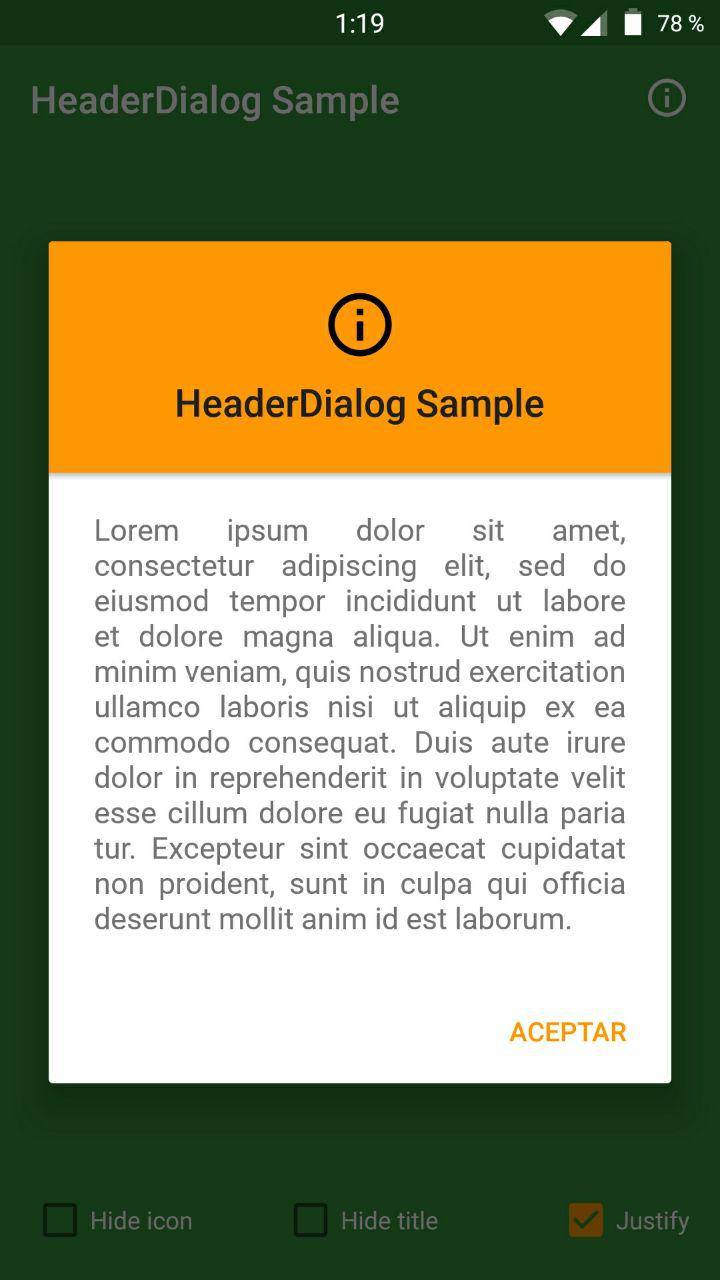 1:19 78 %
HeaderDialog Sample
HeaderDialog Sample
Lorem ipsum dolor sit amet,
consectetur adipiscing elit, sed do
eiusmod tempor incididunt ut labore
et dolore magna aliqua. Ut enim ad
minim veniam, quis nostrud exercitation
ullamco laboris nisi ut aliquip ex ea
commodo consequat. Duis aute irure
dolor in reprehenderit in voluptate velit
esse cillum dolore eu fugiat nulla paria
tur. Excepteur sint occaecat cupidatat
non proident, sunt in culpa qui officia
deserunt mollit anim id est laborum.
ACEPTAR
Hide icon Hide title Justify